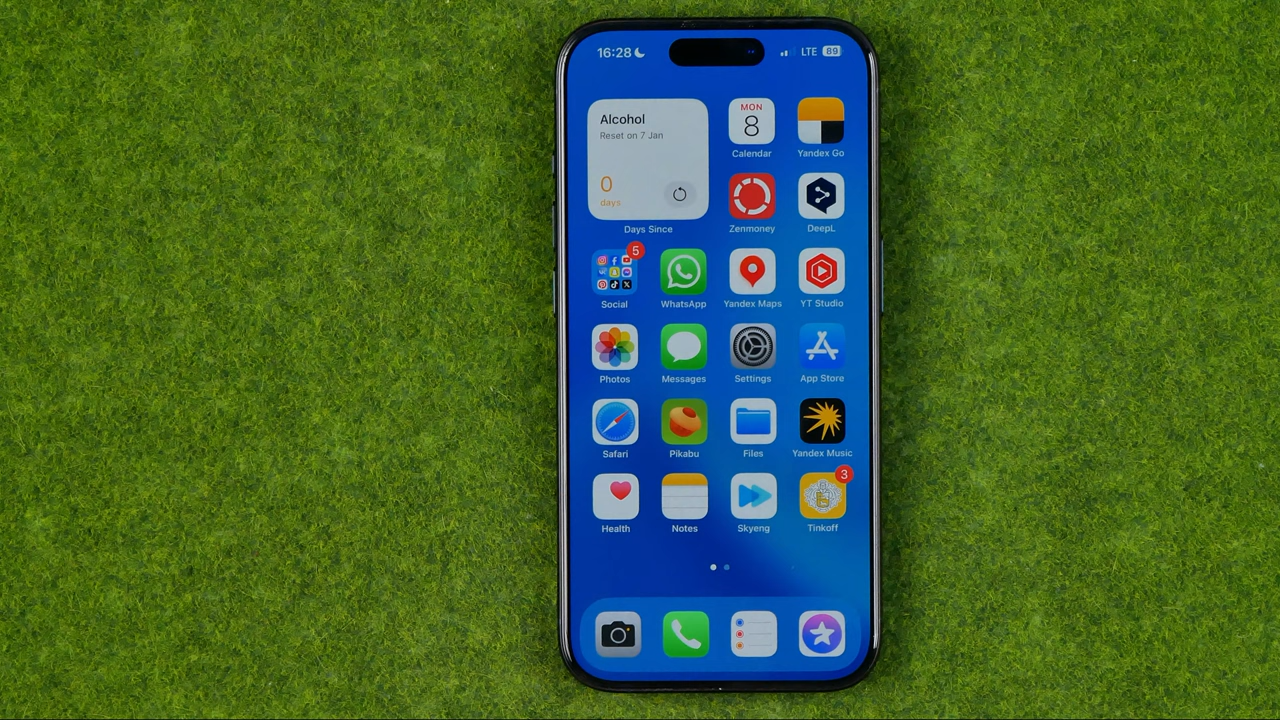 16:28
LTE 89
Alcohol
Reset on 7 Jan
0
days
Days Since
MON
8
Calendar
Yandex Go
Zenmoney
DeepL
5
Social
WhatsApp
Yandex Maps
YT Studio
Photos
Messages
Settings
App Store
Safari
Pikabu
Files
Yandex Music
Health
Notes
Skyeng
3
Tinkoff